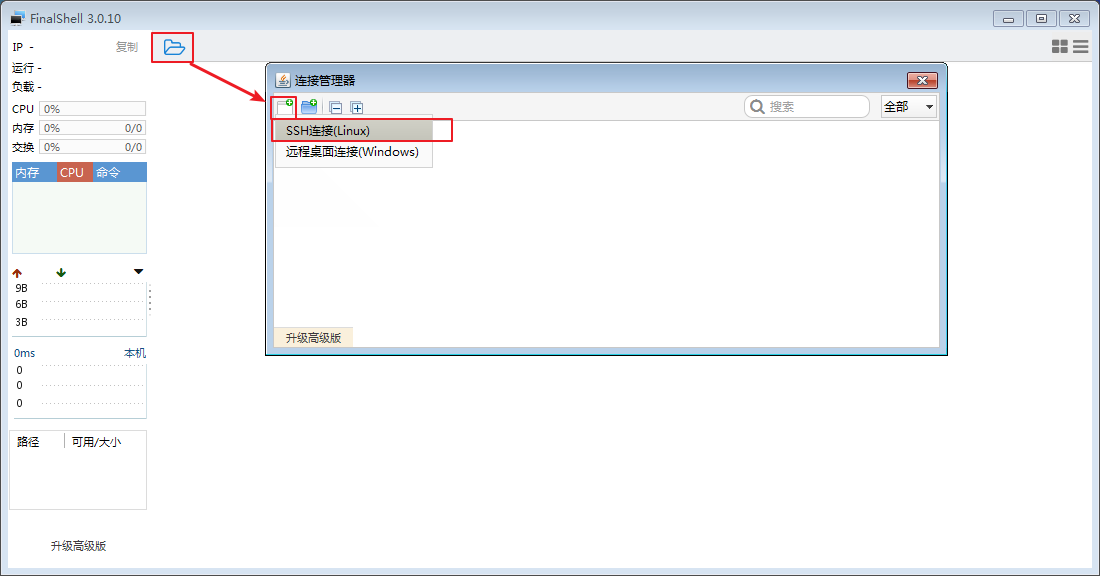 FinalShell 3.0.10
IP -
复制
运行 -
负载 -
CPU 0%
内存 0% 0/0
交换 0% 0/0
内存 CPU 命令
9B
6B
3B
0ms 本机
0
0
0
路径 可用/大小
升级高级版
连接管理器
搜索
全部
SSH连接(Linux)
远程桌面连接(Windows)
升级高级版